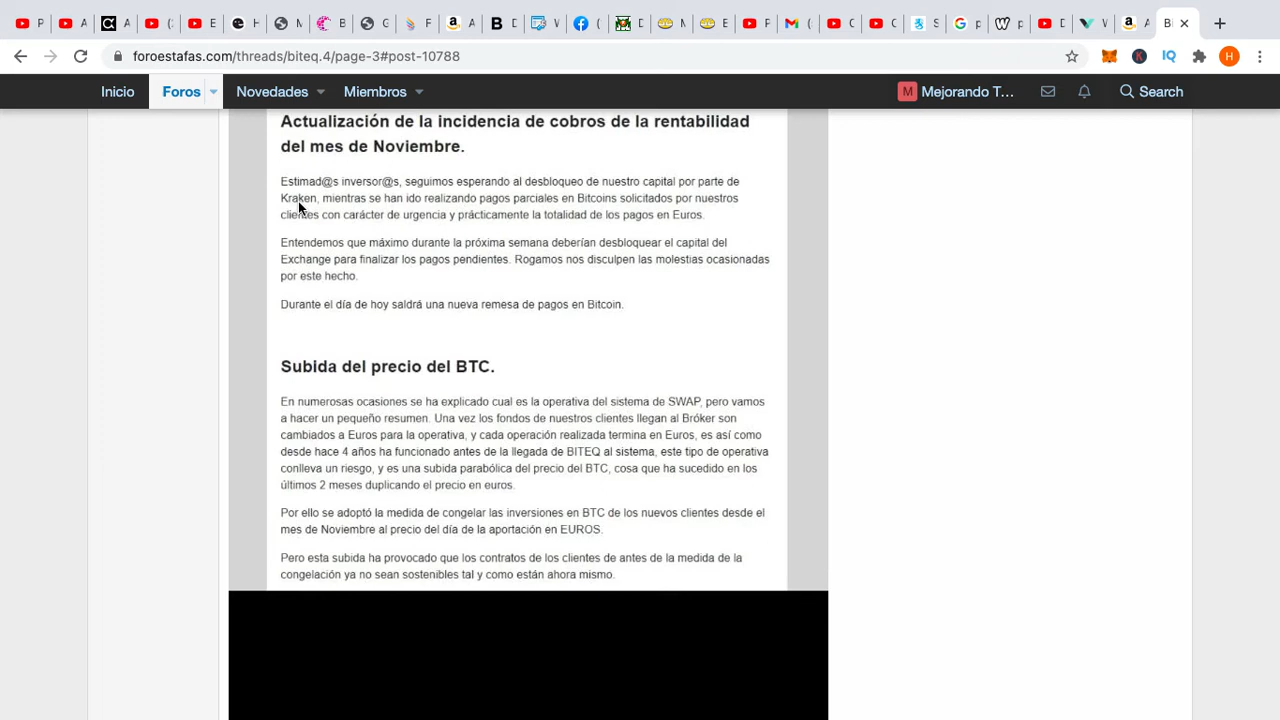 foroestafas.com/threads/biteq.4/page-3#post-10788
Inicio
Foros
Novedades
Miembros
Mejorando T...
Search
Actualización de la incidencia de cobros de la rentabilidad
del mes de Noviembre.
Estimad@s inversor@s, seguimos esperando al desbloqueo de nuestro capital por parte de
Kraken, mientras se han ido realizando pagos parciales en Bitcoins solicitados por nuestros
clientes con carácter de urgencia y prácticamente la totalidad de los pagos en Euros.
Entendemos que máximo durante la próxima semana deberían desbloquear el capital del
Exchange para finalizar los pagos pendientes. Rogamos nos disculpen las molestias ocasionadas
por este hecho.
Durante el día de hoy saldrá una nueva remesa de pagos en Bitcoin.
Subida del precio del BTC.
En numerosas ocasiones se ha explicado cual es la operativa del sistema de SWAP, pero vamos
a hacer un pequeño resumen. Una vez los fondos de nuestros clientes llegan al Bróker son
cambiados a Euros para la operativa, y cada operación realizada termina en Euros, es así como
desde hace 4 años ha funcionado antes de la llegada de BITEQ al sistema, este tipo de operativa
conlleva un riesgo, y es una subida parabólica del precio del BTC, cosa que ha sucedido en los
últimos 2 meses duplicando el precio en euros.
Por ello se adoptó la medida de congelar las inversiones en BTC de los nuevos clientes desde el
mes de Noviembre al precio del día de la aportación en EUROS.
Pero esta subida ha provocado que los contratos de los clientes de antes de la medida de la
congelación ya no sean sostenibles tal y como están ahora mismo.